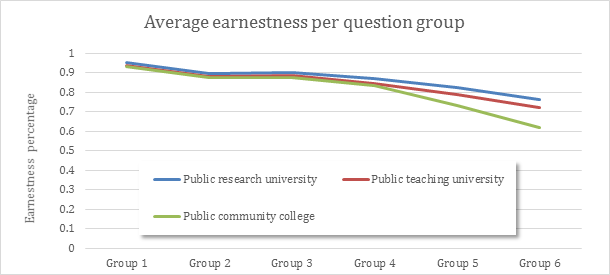 Average earnestness per question group
Earnestness percentage
1
0.9
0.8
0.7
0.6
0.5
0.4
0.3
0.2
0.1
0
Public research university
Public teaching university
Public community college
Group 1 Group 2 Group 3 Group 4 Group 5 Group 6